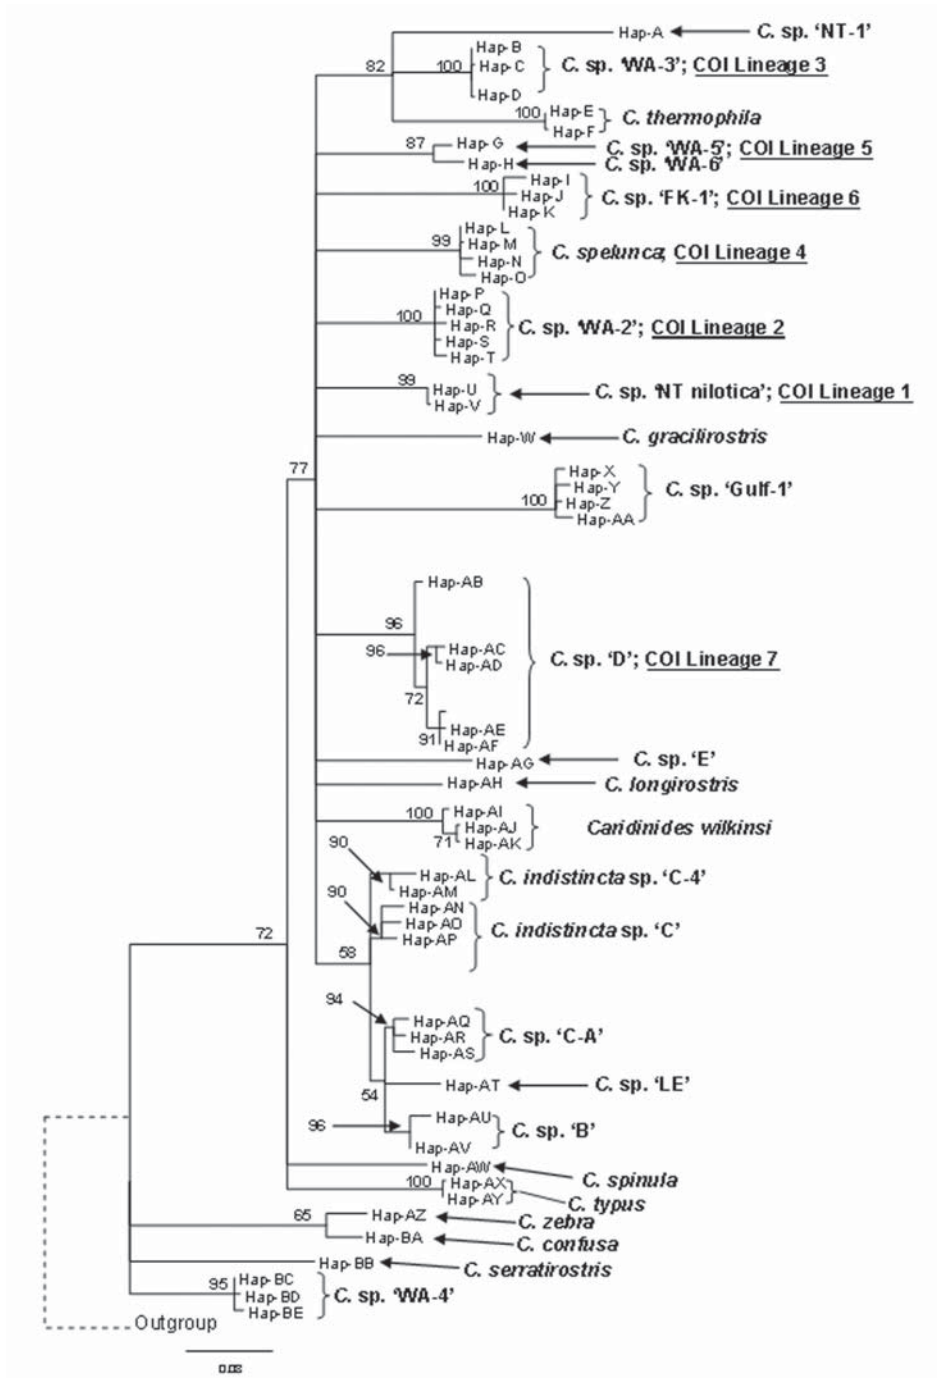 Hap-A C. sp. ‘NT-1’
82
Hap-B
100 Hap-C C. sp. ‘WA-3’; COI Lineage 3
Hap-D
100 Hap-E C. thermophila
Hap-F
87 Hap-G C. sp. ‘WA-5’; COI Lineage 5
Hap-H C. sp. ‘WA-6’
100 Hap-I
Hap-J C. sp. ‘FK-1’; COI Lineage 6
Hap-K
Hap-L
99 Hap-M C. spelunca; COI Lineage 4
Hap-N
Hap-O
Hap-P
Hap-Q
100 Hap-R C. sp. ‘WA-2’; COI Lineage 2
Hap-S
Hap-T
99 Hap-U C. sp. ‘NT nilotica’; COI Lineage 1
Hap-V
Hap-W C. gracilirostris
77
Hap-X
Hap-Y C. sp. ‘Gulf-1’
100 Hap-Z
Hap-AA
Hap-AB
96
96 Hap-AC
Hap-AD C. sp. ‘D’; COI Lineage 7
72
Hap-AE
91 Hap-AF
Hap-AG C. sp. ‘E’
Hap-AH C. longirostris
100 Hap-AI
Hap-AJ Caridinides wilkinsi
71 Hap-AK
90
Hap-AL C. indistincta sp. ‘C-4’
Hap-AM
90 Hap-AN
Hap-AO C. indistincta sp. ‘C’
Hap-AP
72
58
94
Hap-AQ
Hap-AR C. sp. ‘C-A’
Hap-AS
Hap-AT C. sp. ‘LE’
54
96 Hap-AU C. sp. ‘B’
Hap-AV
Hap-AW C. spinula
100 Hap-AX
Hap-AY C. typus
65 Hap-AZ C. zebra
Hap-BA C. confusa
Hap-BB C. serratirostris
95 Hap-BC
Hap-BD C. sp. ‘WA-4’
Hap-BE
Outgroup
0.03